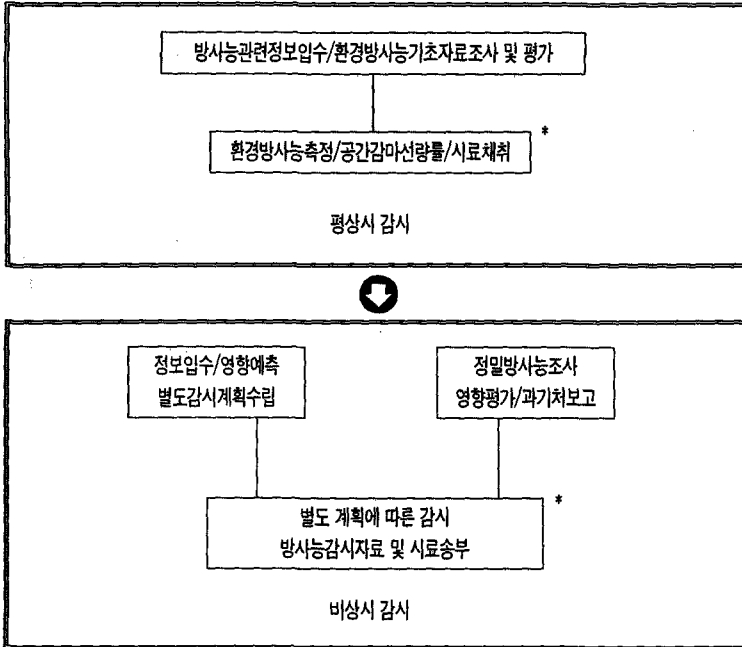 방사능관련정보입수/환경방사능기초자료조사 및 평가
환경방사능측정/공간감마선량률/시료채취 *
평상시 감시
정보입수/영향예측
별도감시계획수립
정밀방사능조사
영향평가/과기처보고
별도 계획에 따른 감시 *
방사능감시자료 및 시료송부
비상시 감시